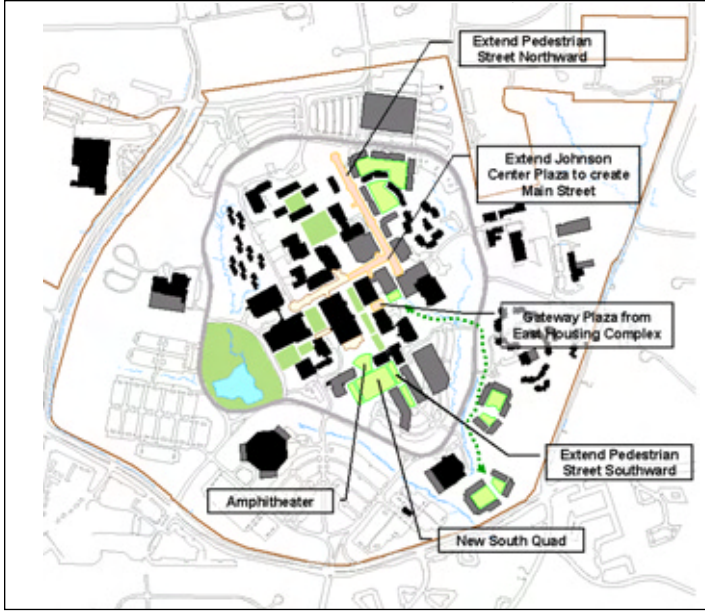 Extend Pedestrian
Street Northward
Extend Johnson
Center Plaza to create
Main Street
Gateway Plaza from
East Housing Complex
Extend Pedestrian
Street Southward
Amphitheater
New South Quad